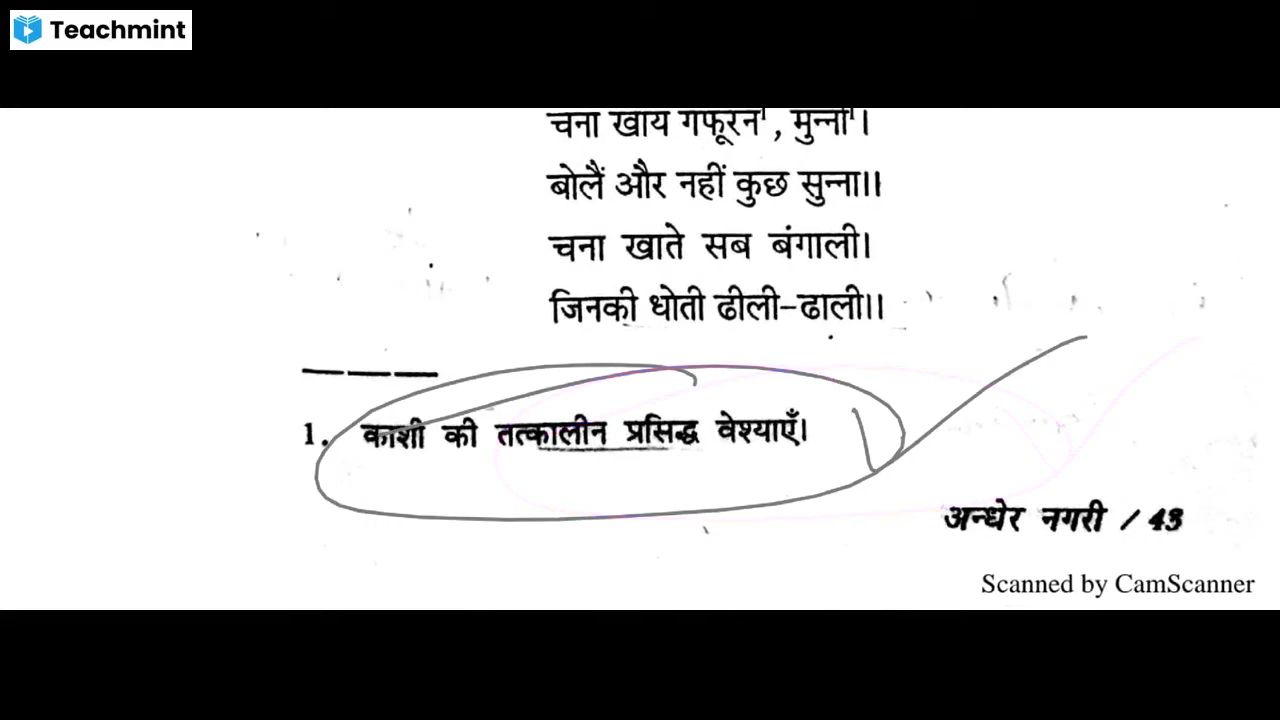 Teachmint
चना खाय गफूरन¹, मुन्ना¹।
बोलैं और नहीं कुछ सुन्ना।।
चना खाते सब बंगाली।
जिनकी धोती ढीली-ढाली।।
1. काशी की तत्कालीन प्रसिद्ध वेश्याएँ।
अन्धेर नगरी / 43
Scanned by CamScanner